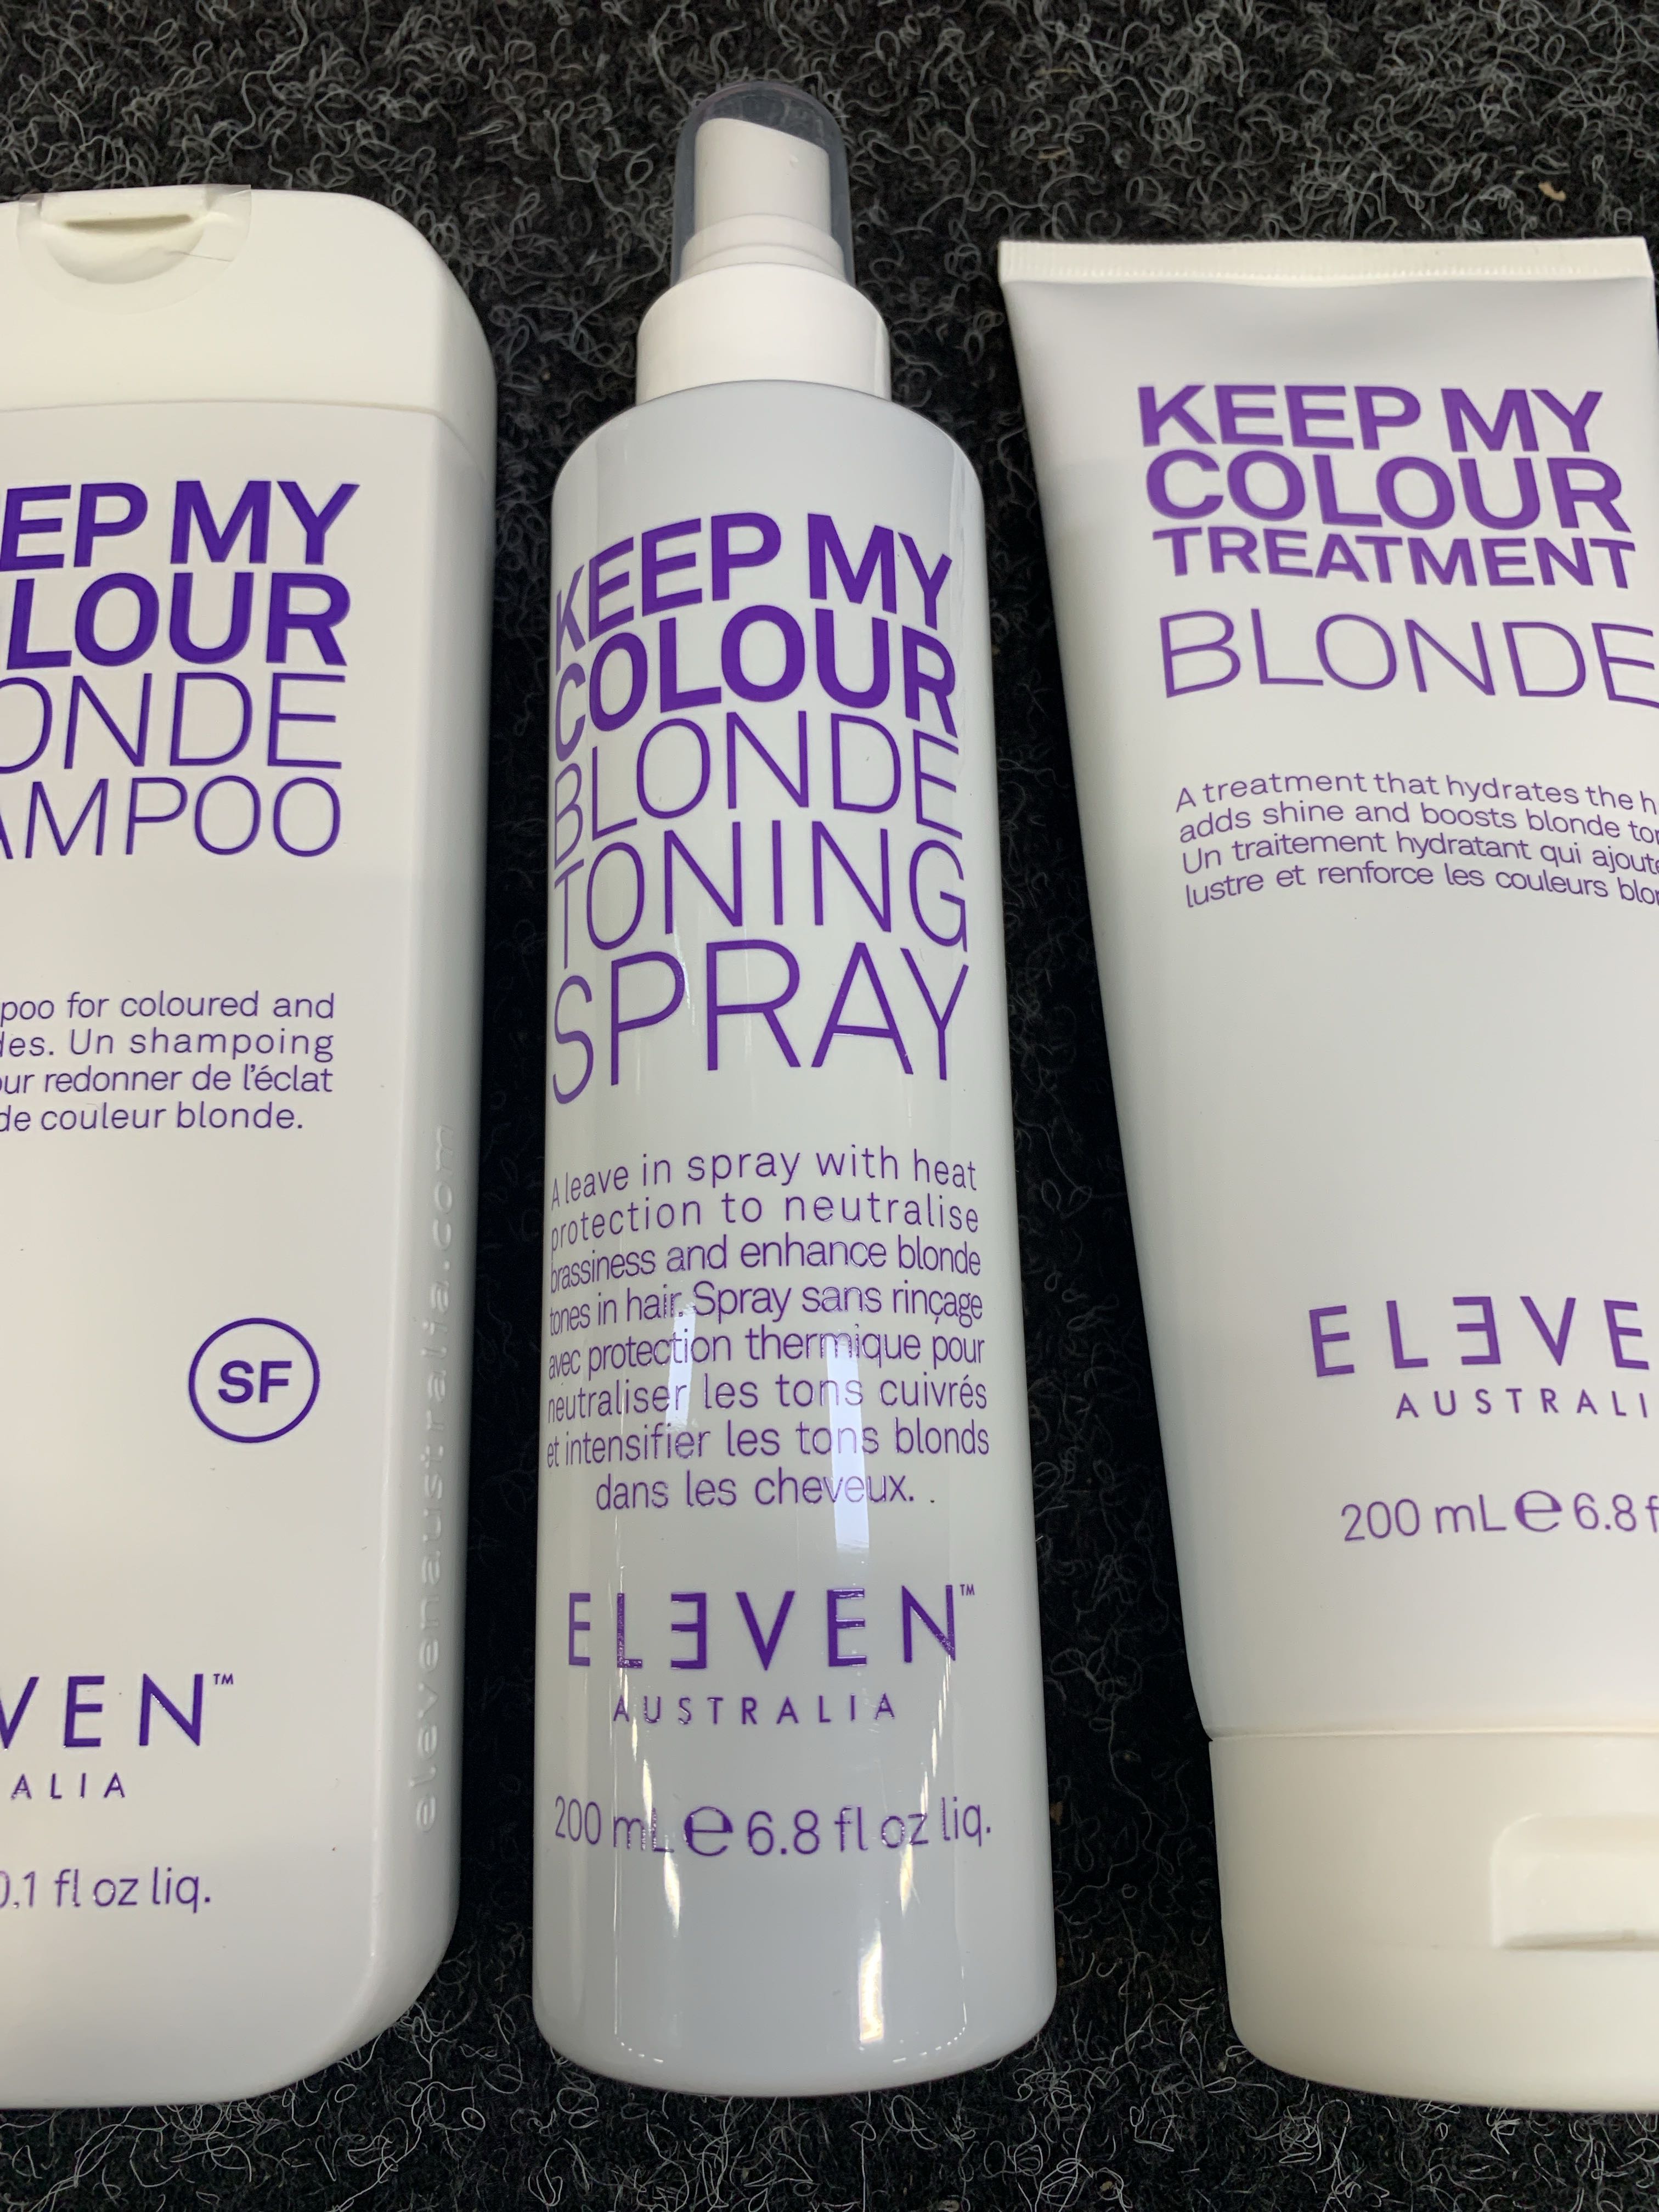 EP MY
LOUR
ONDE
AMPOO
poo for coloured and
des. Un shampoing
our redonner de l'éclat
de couleur blonde.
SF
elevenaustralia.com
VEN™
ALIA
0.1 fl oz liq.
KEEP MY
COLOUR
BLONDE
TONING
SPRAY
A leave in spray with heat
protection to neutralise
brassiness and enhance blonde
tones in hair. Spray sans rinçage
avec protection thermique pour
neutraliser les tons cuivrés
et intensifier les tons blonds
dans les cheveux. .
ELƎVEN™
AUSTRALIA
200 mL ℮ 6.8 fl oz liq.
KEEP MY
COLOUR
TREATMENT
BLONDE
A treatment that hydrates the h
adds shine and boosts blonde to
Un traitement hydratant qui ajoute
lustre et renforce les couleurs blo
ELƎVE
AUSTRALI
200 mL ℮ 6.8 f